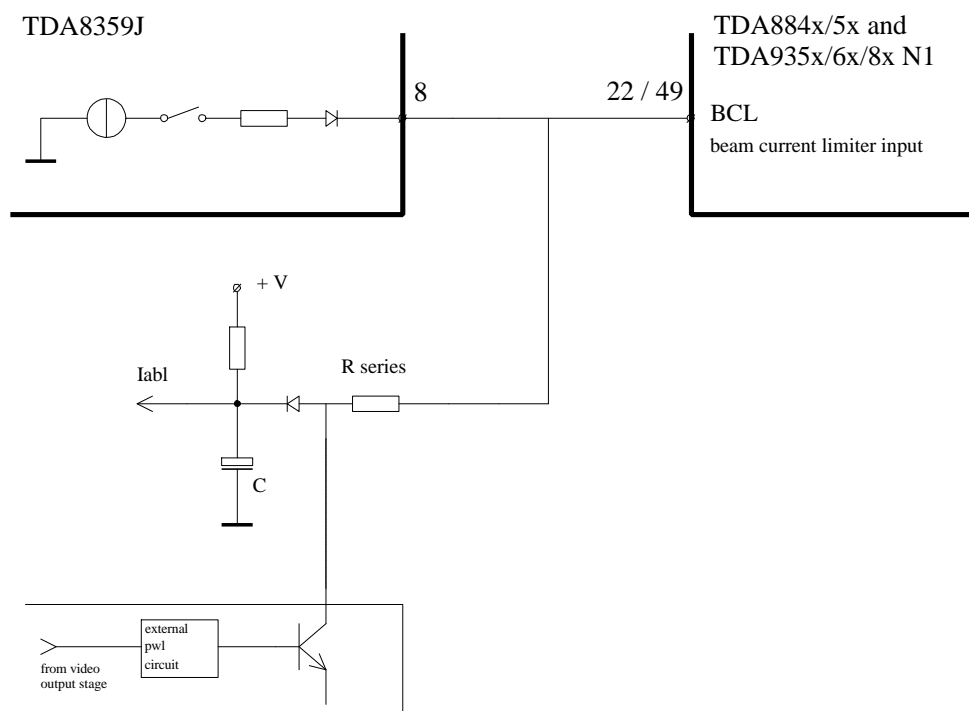 TDA8359J
TDA884x/5x and
TDA935x/6x/8x N1
8
22 / 49
BCL
beam current limiter input
+ V
R series
Iabl
C
external
pwl
circuit
from video
output stage